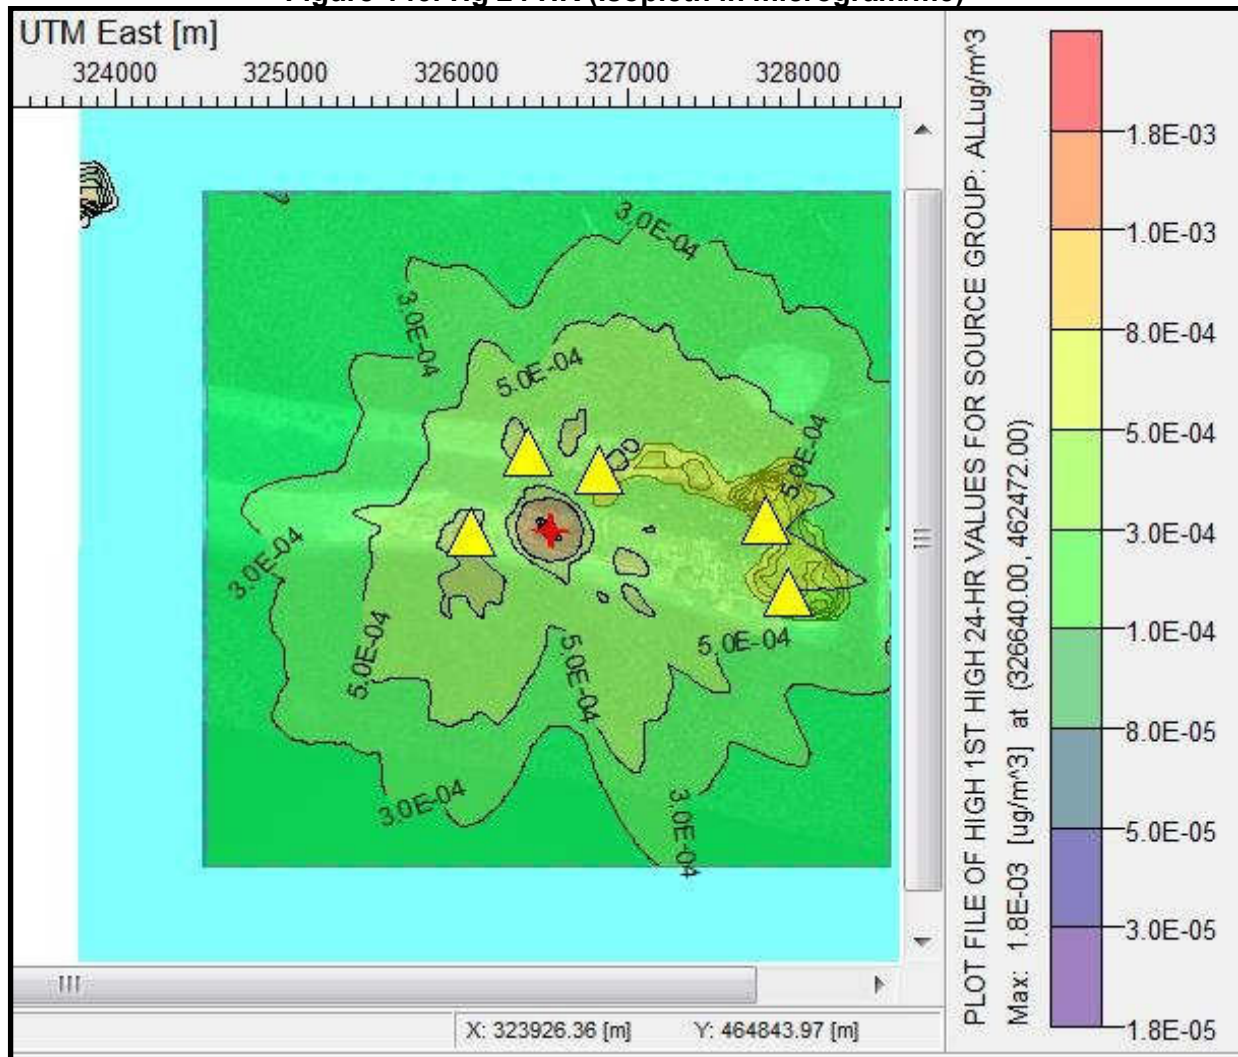 UTM East [m]
324000 325000 326000 327000 328000
3.0E-04
3.0E-04
5.0E-04
5.0E-04
3.0E-04
5.0E-04
5.0E-04
5.0E-04
3.0E-04
3.0E-04
X: 323926.36 [m] Y: 464843.97 [m]
PLOT FILE OF HIGH 1ST HIGH 24-HR VALUES FOR SOURCE GROUP: ALLug/m^3
Max: 1.8E-03 [ug/m^3] at (326640.00, 462472.00)
1.8E-03
1.0E-03
8.0E-04
5.0E-04
3.0E-04
1.0E-04
8.0E-05
5.0E-05
3.0E-05
1.8E-05